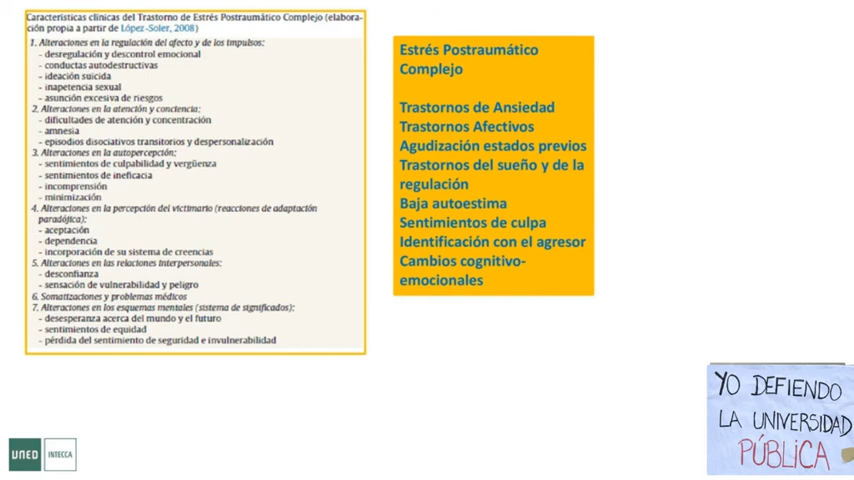 Características clínicas del Trastorno de Estrés Postraumático Complejo (elabora-
ción propia a partir de López-Soler, 2008)
1. Alteraciones en la regulación del afecto y de los impulsos:
- desregulación y descontrol emocional
- conductas autodestructivas
- ideación suicida
- inapetencia sexual
- asunción excesiva de riesgos
2. Alteraciones en la atención y conciencia:
- dificultades de atención y concentración
- amnesia
- episodios disociativos transitorios y despersonalización
3. Alteraciones en la autopercepción:
- sentimientos de culpabilidad y vergüenza
- sentimientos de ineficacia
- incomprensión
- minimización
4. Alteraciones en la percepción del victimario (reacciones de adaptación
paradójica):
- aceptación
- dependencia
- incorporación de su sistema de creencias
5. Alteraciones en las relaciones interpersonales:
- desconfianza
- sensación de vulnerabilidad y peligro
6. Somatizaciones y problemas médicos
7. Alteraciones en los esquemas mentales (sistema de significados):
- desesperanza acerca del mundo y el futuro
- sentimientos de equidad
- pérdida del sentimiento de seguridad e invulnerabilidad
Estrés Postraumático
Complejo
Trastornos de Ansiedad
Trastornos Afectivos
Agudización estados previos
Trastornos del sueño y de la
regulación
Baja autoestima
Sentimientos de culpa
Identificación con el agresor
Cambios cognitivo-
emocionales
YO DEFIENDO
LA UNIVERSIDAD
PÚBLICA
UNED INTECCA